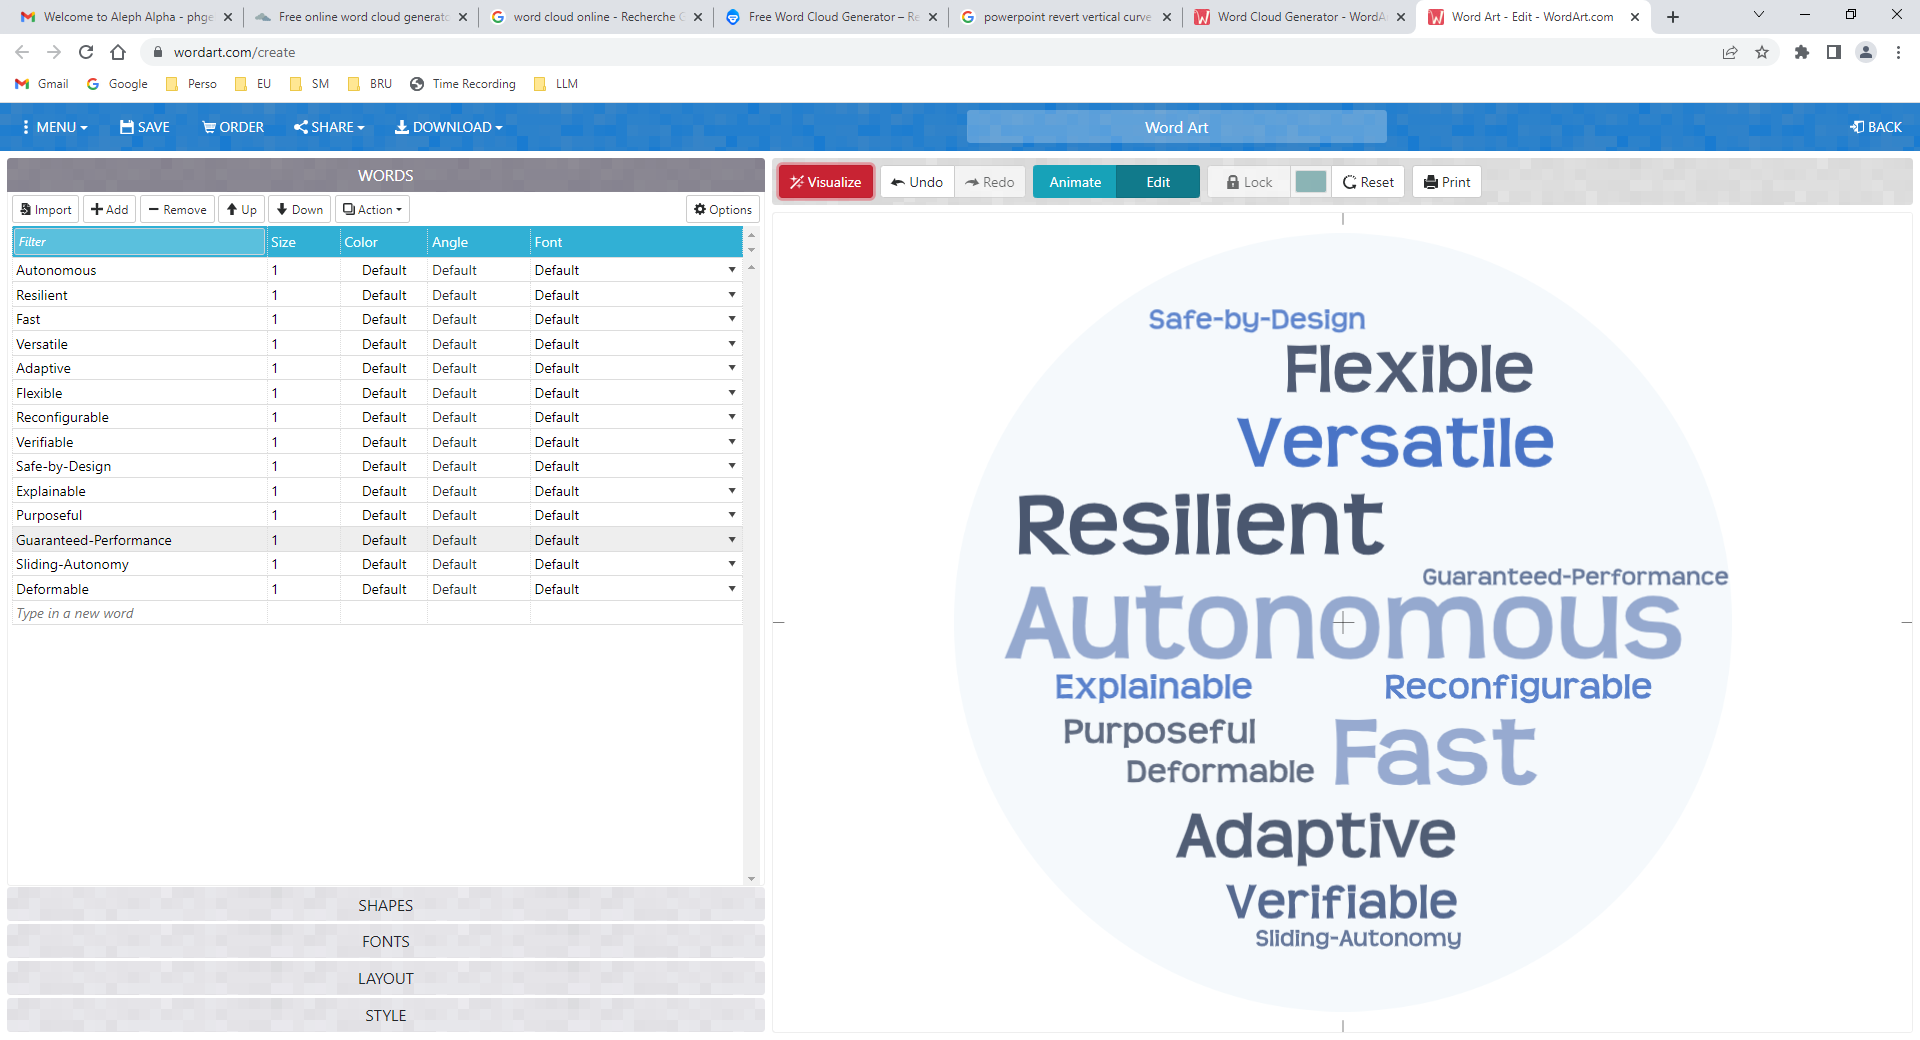 Welcome to Aleph Alpha - phge
Free online word cloud generato
word cloud online - Recherche G
Free Word Cloud Generator – Re
powerpoint revert vertical curve
Word Cloud Generator - WordA
Word Art - Edit - WordArt.com
wordart.com/create
Gmail Google Perso EU SM BRU Time Recording LLM
MENU SAVE ORDER SHARE DOWNLOAD Word Art BACK
WORDS
Visualize Undo Redo Animate Edit Lock Reset Print
Import Add Remove Up Down Action Options
Filter Size Color Angle Font
Autonomous 1 Default Default Default
Resilient 1 Default Default Default
Fast 1 Default Default Default
Versatile 1 Default Default Default
Adaptive 1 Default Default Default
Flexible 1 Default Default Default
Reconfigurable 1 Default Default Default
Verifiable 1 Default Default Default
Safe-by-Design 1 Default Default Default
Explainable 1 Default Default Default
Purposeful 1 Default Default Default
Guaranteed-Performance 1 Default Default Default
Sliding-Autonomy 1 Default Default Default
Deformable 1 Default Default Default
Type in a new word
SHAPES
FONTS
LAYOUT
STYLE
Safe-by-Design
Flexible
Versatile
Resilient
Guaranteed-Performance
Autonomous
Explainable Reconfigurable
Purposeful
Fast
Deformable
Adaptive
Verifiable
Sliding-Autonomy